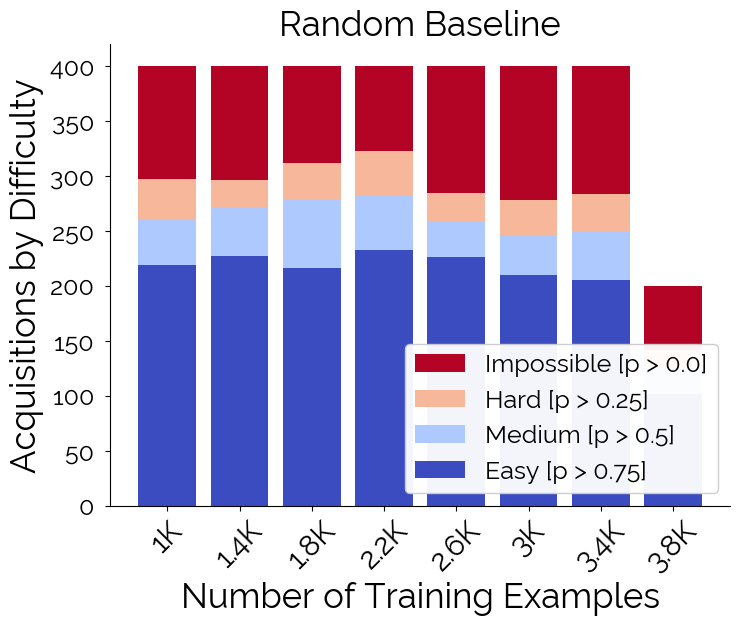 Random Baseline
Acquisitions by Difficulty
400
350
300
250
200
150
100
50
0
Impossible [p > 0.0]
Hard [p > 0.25]
Medium [p > 0.5]
Easy [p > 0.75]
1K
1.4K
1.8K
2.2K
2.6K
3K
3.4K
3.8K
Number of Training Examples